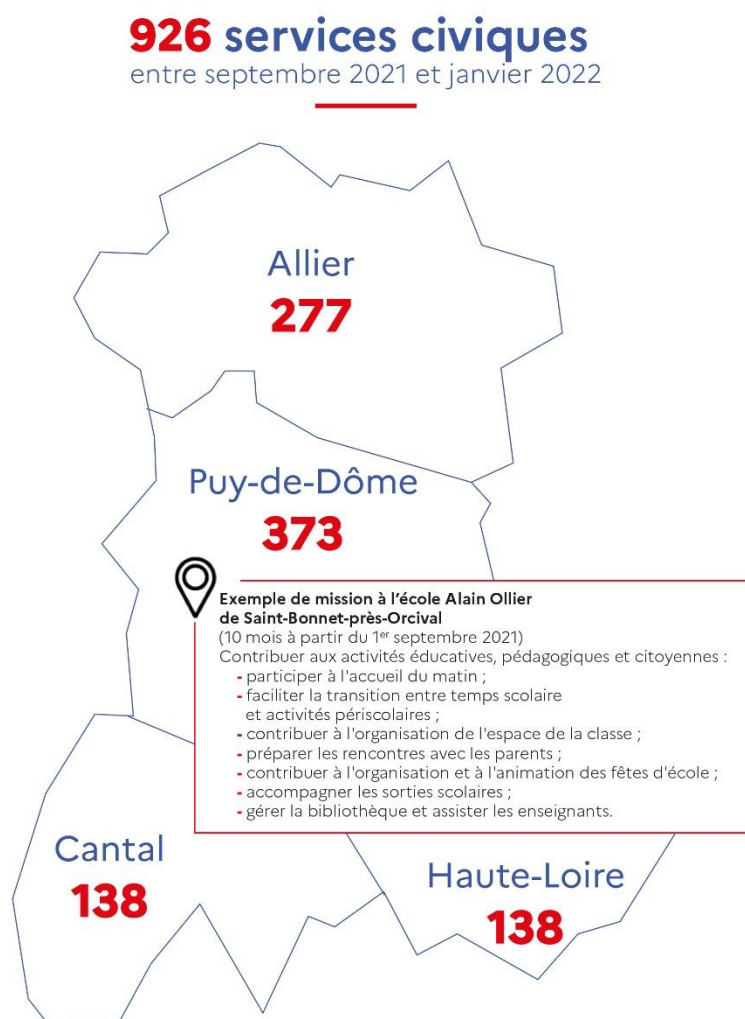 926 services civiques
entre septembre 2021 et janvier 2022
Allier
277
Puy-de-Dôme
373
Exemple de mission à l'école Alain Ollier
de Saint-Bonnet-près-Orcival
(10 mois à partir du 1er septembre 2021)
Contribuer aux activités éducatives, pédagogiques et citoyennes :
- participer à l'accueil du matin ;
- faciliter la transition entre temps scolaire
et activités périscolaires ;
- contribuer à l'organisation de l'espace de la classe ;
- préparer les rencontres avec les parents ;
- contribuer à l'organisation et à l'animation des fêtes d'école ;
- accompagner les sorties scolaires ;
- gérer la bibliothèque et assister les enseignants.
Cantal
138
Haute-Loire
138